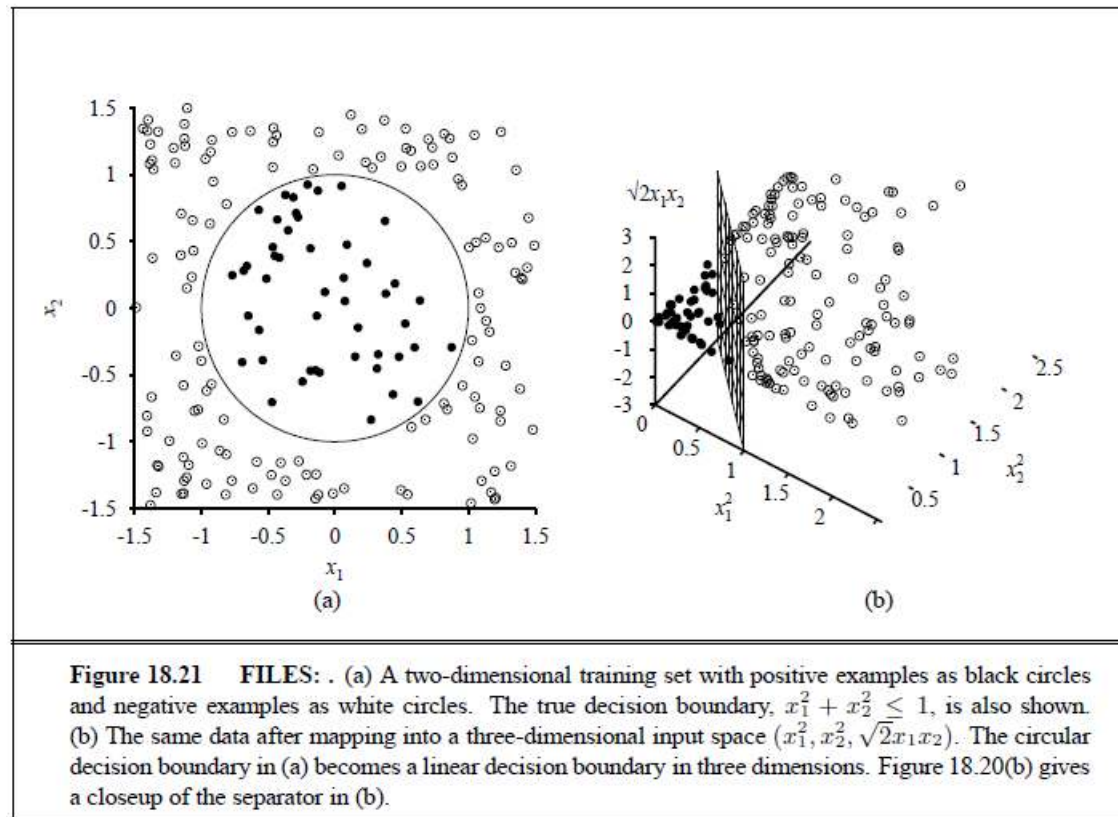 1.5
1
0.5
0
-0.5
-1
-1.5
x2
-1.5 -1 -0.5 0 0.5 1 1.5
x1
(a)
√2x1x2
3
2
1
0
-1
-2
-3
0
0.5
1
1.5
2
x1²
0.5
1
1.5
2
2.5
x2²
(b)
Figure 18.21 FILES: . (a) A two-dimensional training set with positive examples as black circles
and negative examples as white circles. The true decision boundary, x1² + x2² ≤ 1, is also shown.
(b) The same data after mapping into a three-dimensional input space (x1², x2², √2x1x2). The circular
decision boundary in (a) becomes a linear decision boundary in three dimensions. Figure 18.20(b) gives
a closeup of the separator in (b).